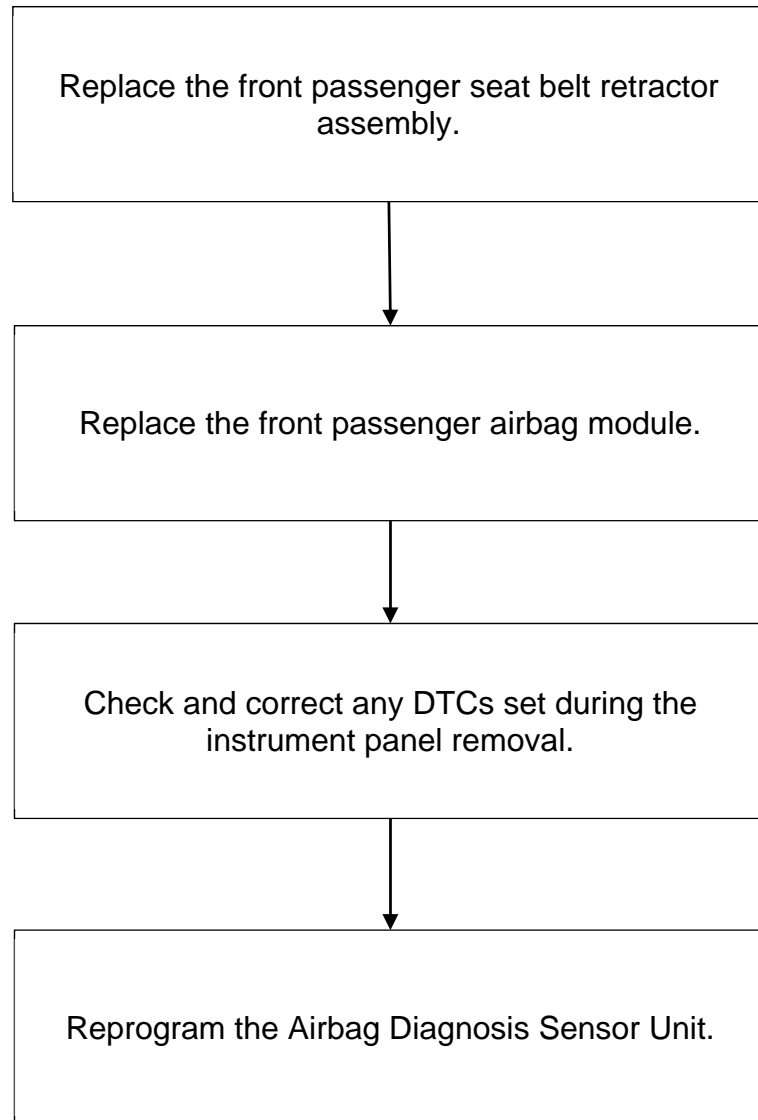 Replace the front passenger seat belt retractor
assembly.
Replace the front passenger airbag module.
Check and correct any DTCs set during the
instrument panel removal.
Reprogram the Airbag Diagnosis Sensor Unit.